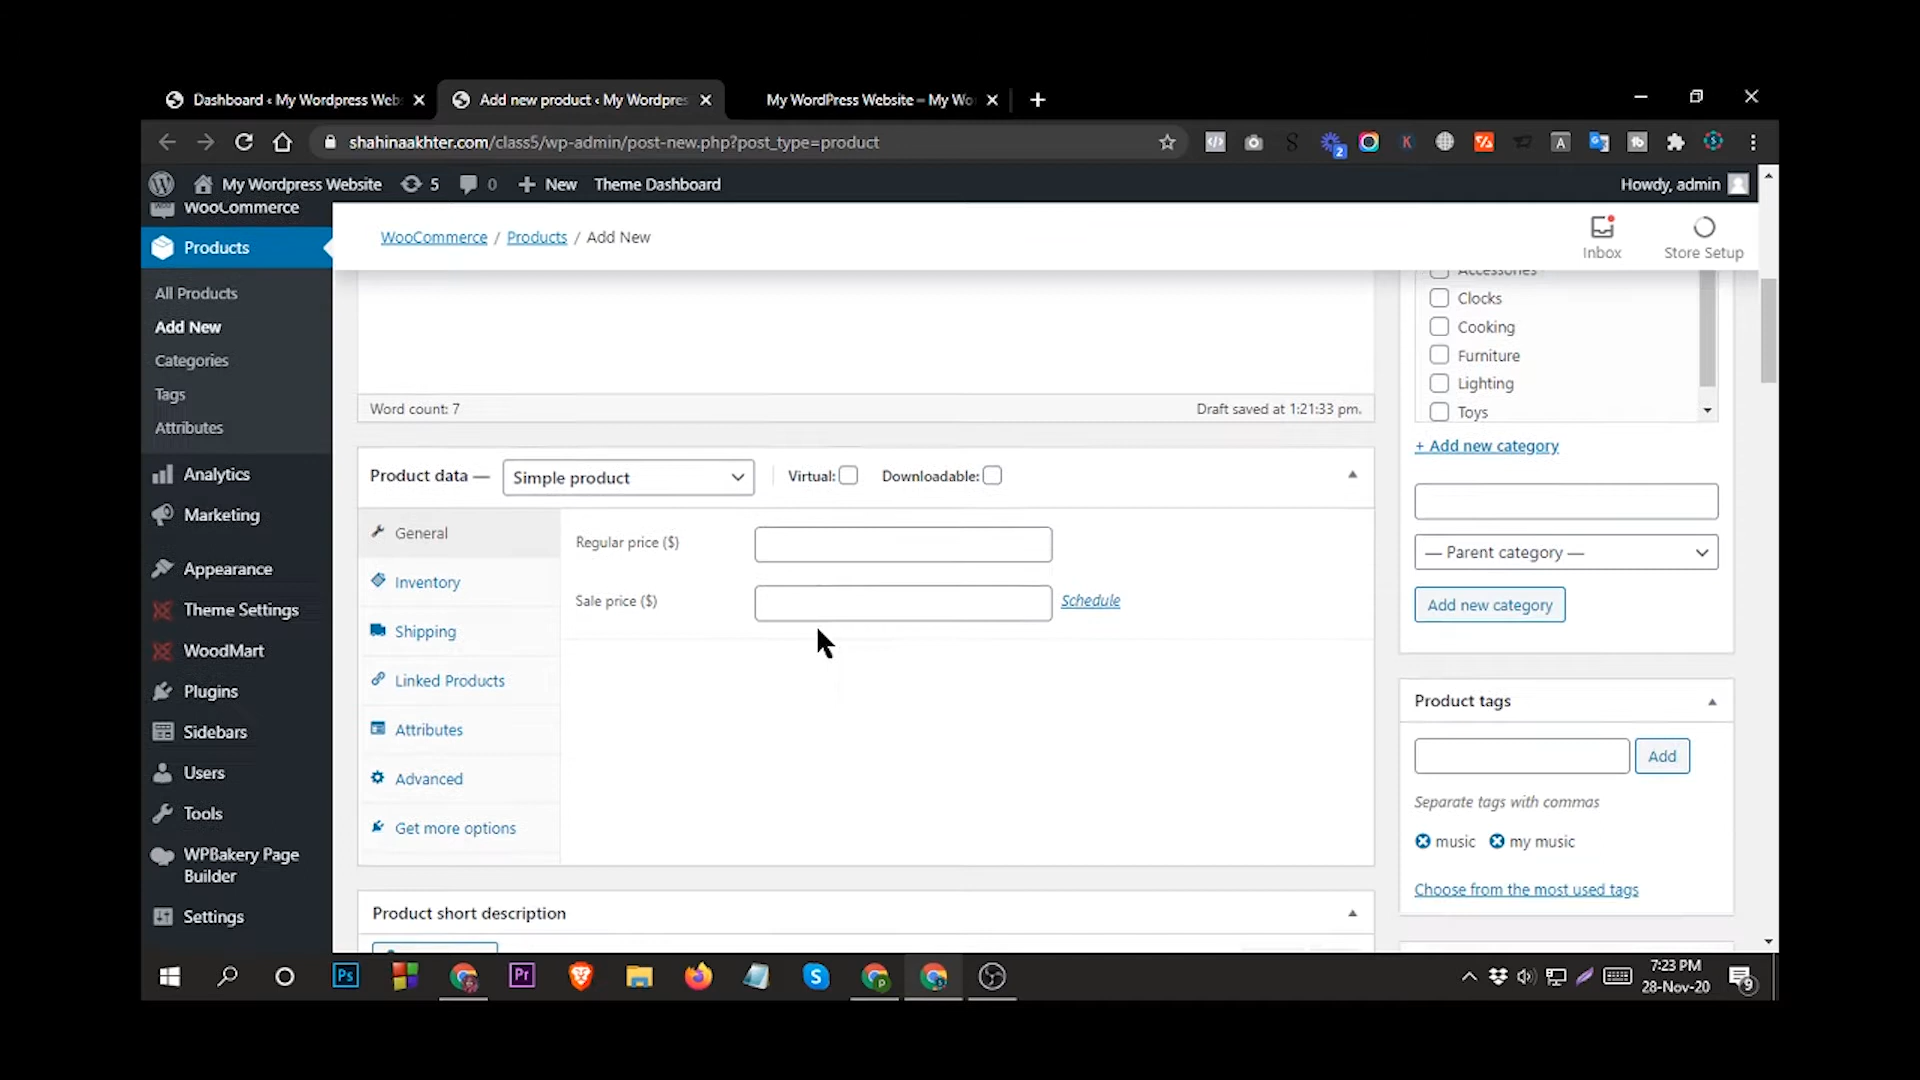 Dashboard ‹ My Wordpress Web
Add new product ‹ My Wordpres
My WordPress Website – My Wo
shahinaakhter.com/class5/wp-admin/post-new.php?post_type=product
My Wordpress Website
5
0
New
Theme Dashboard
Howdy, admin
WooCommerce
Products
All Products
Add New
Categories
Tags
Attributes
Analytics
Marketing
Appearance
Theme Settings
WoodMart
Plugins
Sidebars
Users
Tools
WPBakery Page
Builder
Settings
WooCommerce / Products / Add New
Inbox
Store Setup
Word count: 7
Draft saved at 1:21:33 pm.
Product data —
Simple product
Virtual:
Downloadable:
General
Inventory
Shipping
Linked Products
Attributes
Advanced
Get more options
Regular price ($)
Sale price ($)
Schedule
Product short description
Accessories
Clocks
Cooking
Furniture
Lighting
Toys
+ Add new category
— Parent category —
Add new category
Product tags
Add
Separate tags with commas
music
my music
Choose from the most used tags
Ps
Pr
7:23 PM
28-Nov-20
9